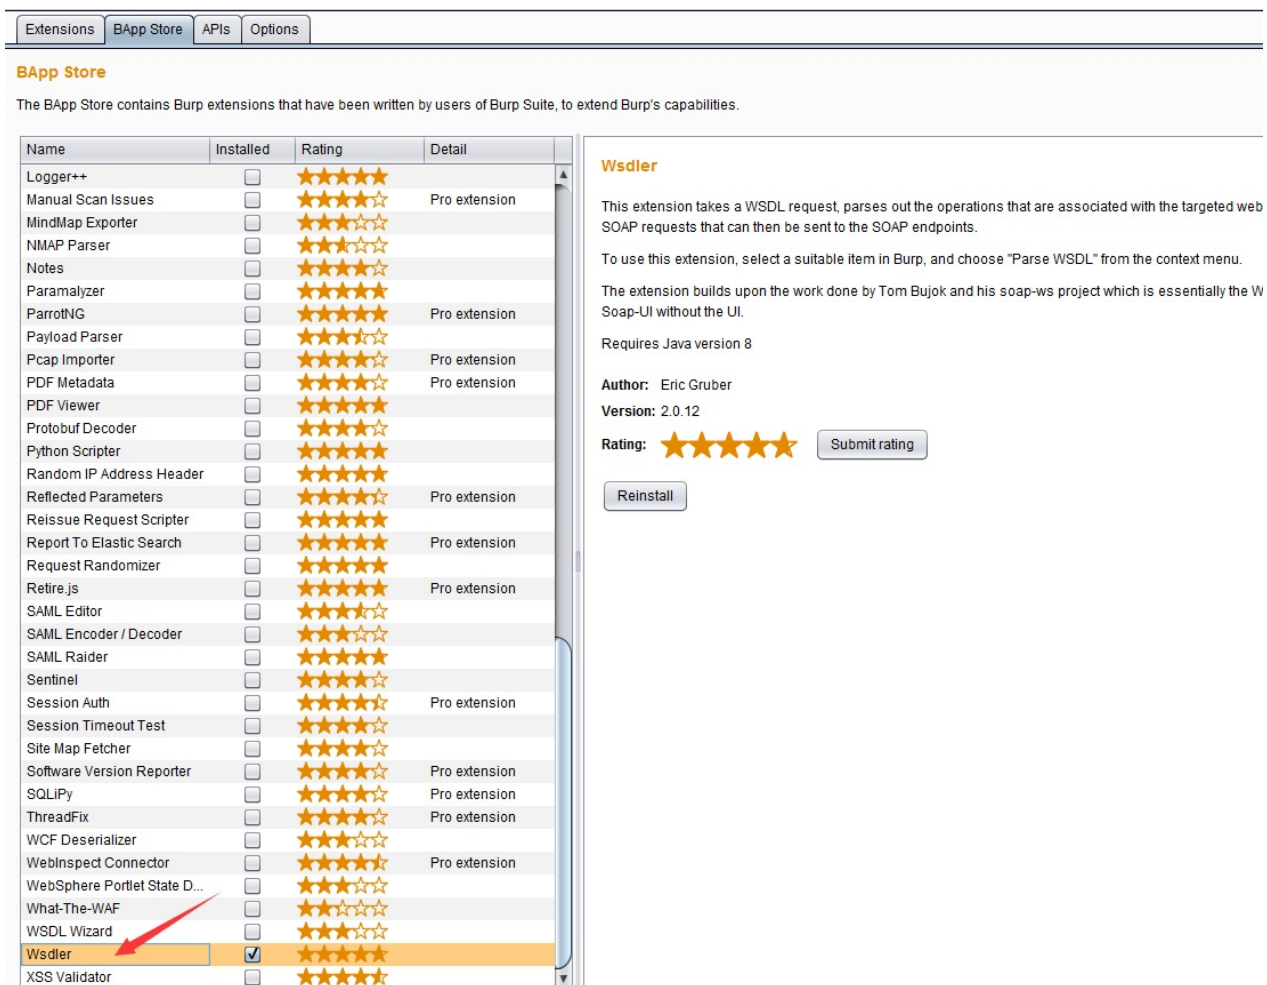 Extensions BApp Store APIs Options
BApp Store
The BApp Store contains Burp extensions that have been written by users of Burp Suite, to extend Burp's capabilities.
Name Installed Rating Detail
Logger++
Manual Scan Issues Pro extension
MindMap Exporter
NMAP Parser
Notes
Paramalyzer
ParrotNG Pro extension
Payload Parser
Pcap Importer Pro extension
PDF Metadata Pro extension
PDF Viewer
Protobuf Decoder
Python Scripter
Random IP Address Header
Reflected Parameters Pro extension
Reissue Request Scripter
Report To Elastic Search Pro extension
Request Randomizer
Retire.js Pro extension
SAML Editor
SAML Encoder / Decoder
SAML Raider
Sentinel
Session Auth Pro extension
Session Timeout Test
Site Map Fetcher
Software Version Reporter Pro extension
SQLiPy Pro extension
ThreadFix Pro extension
WCF Deserializer
WebInspect Connector Pro extension
WebSphere Portlet State D...
What-The-WAF
WSDL Wizard
Wsdler
XSS Validator
Wsdler
This extension takes a WSDL request, parses out the operations that are associated with the targeted web
SOAP requests that can then be sent to the SOAP endpoints.
To use this extension, select a suitable item in Burp, and choose "Parse WSDL" from the context menu.
The extension builds upon the work done by Tom Bujok and his soap-ws project which is essentially the W
Soap-UI without the UI.
Requires Java version 8
Author: Eric Gruber
Version: 2.0.12
Rating: Submit rating
Reinstall